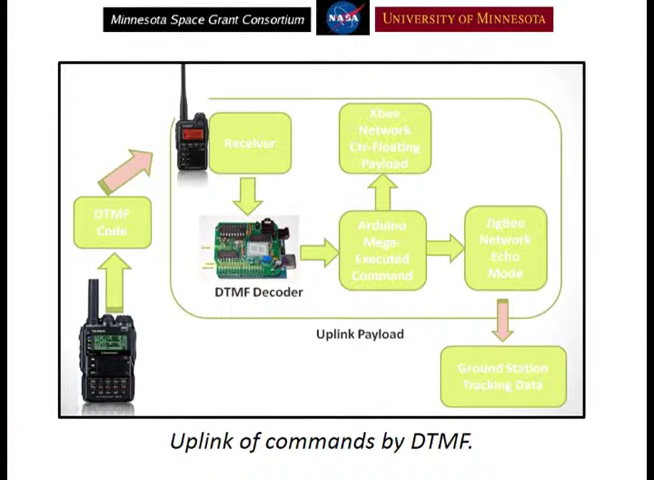 Minnesota Space Grant Consortium
NASA
UNIVERSITY OF MINNESOTA
Receiver
Xbee
Network
Ctr-Floating
Payload
DTMF
Code
Arduino
Mega-
Executed
Command
ZigBee
Network
Echo
Mode
DTMF Decoder
Uplink Payload
Ground Station
Tracking Data
Uplink of commands by DTMF.